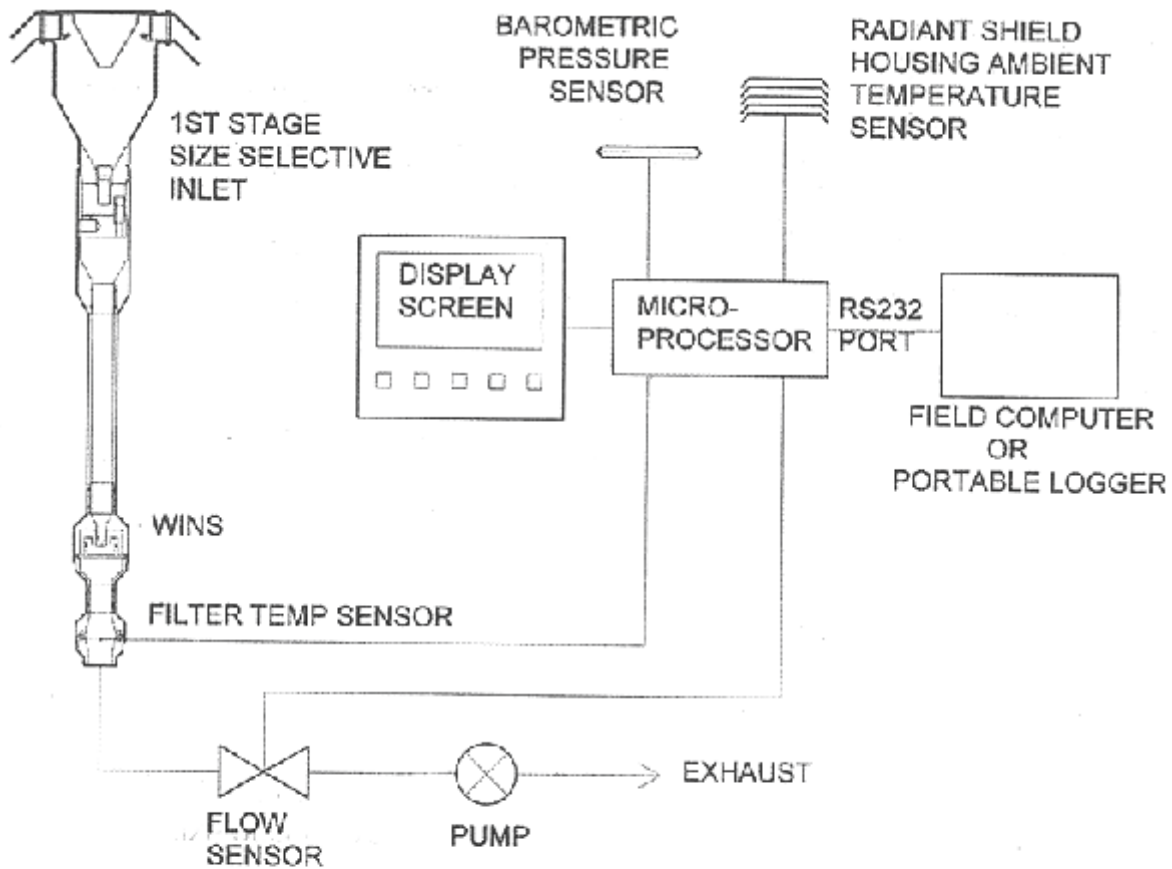 BAROMETRIC
PRESSURE
SENSOR
RADIANT SHIELD
HOUSING AMBIENT
TEMPERATURE
SENSOR
1ST STAGE
SIZE SELECTIVE
INLET
DISPLAY
SCREEN
MICRO-
PROCESSOR
RS232
PORT
FIELD COMPUTER
OR
PORTABLE LOGGER
WINS
FILTER TEMP SENSOR
EXHAUST
FLOW
SENSOR
PUMP